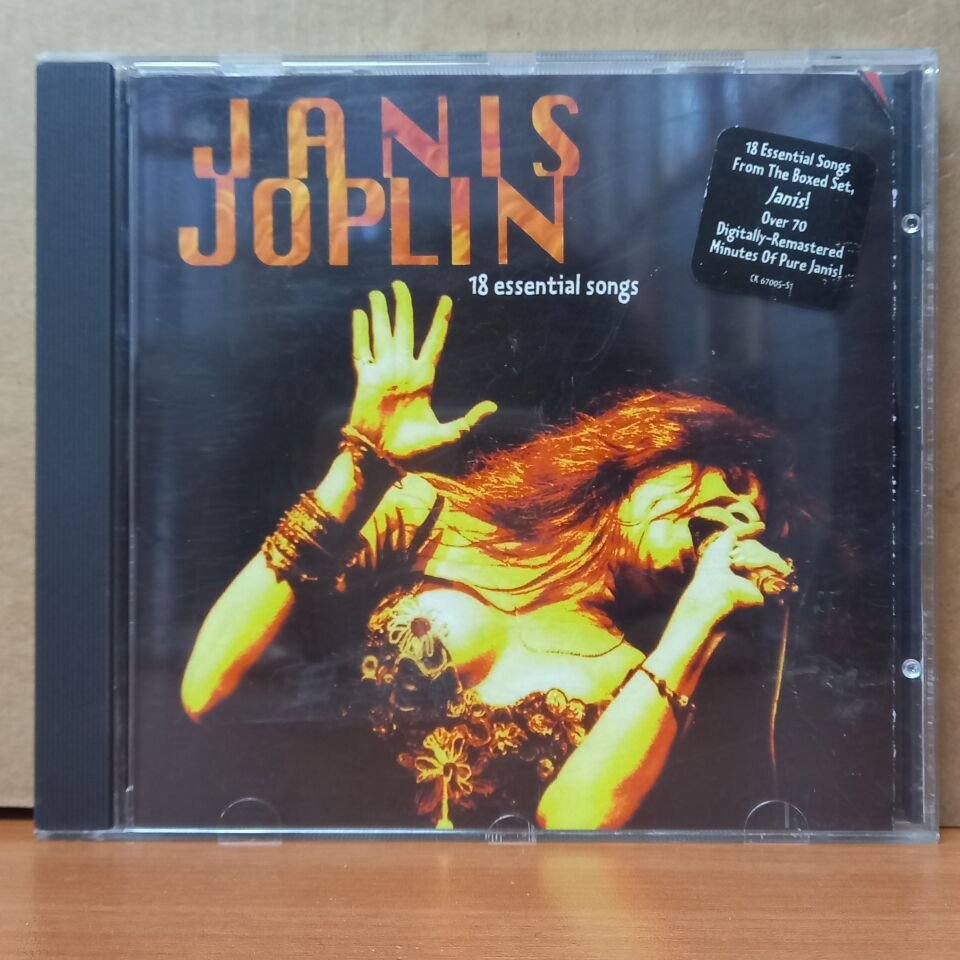 JANIS
JOPLIN
18 essential songs
18 Essential Songs
From The Boxed Set,
Janis!
Over 70
Digitally-Remastered
Minutes Of Pure Janis!
CK 67005-S1